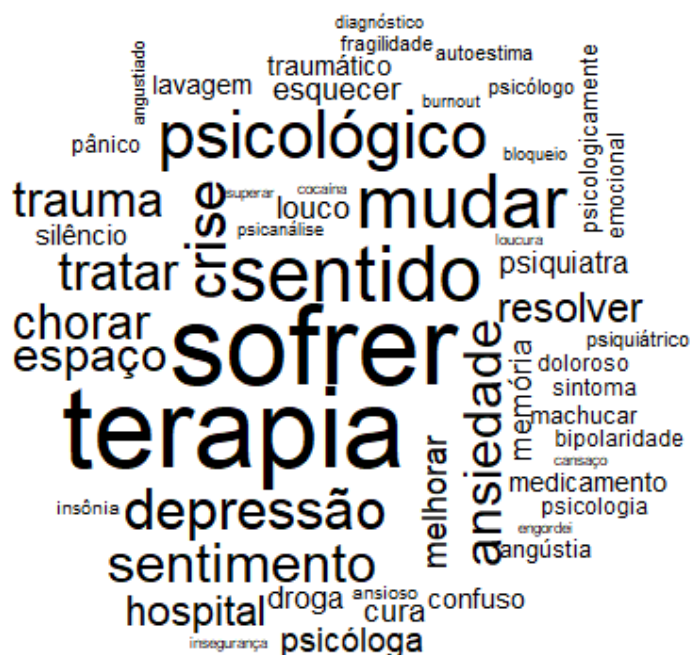 diagnóstico
fragilidade
autoestima
traumático
angustiado
lavagem
esquecer
burnout
psicólogo
psicologicamente
emocional
pânico
psicológico
bloqueio
trauma
crise
superar
cocaína
louco
mudar
silêncio
psicanálise
loucura
tratar
sentido
psiquiatra
chorar
resolver
espaço
sofrer
ansiedade
memória
psiquiátrico
doloroso
sintoma
terapia
machucar
bipolaridade
cansaço
melhorar
medicamento
insônia
depressão
psicologia
engordei
sentimento
angústia
hospital
droga
ansioso
cura
confuso
insegurança
psicóloga